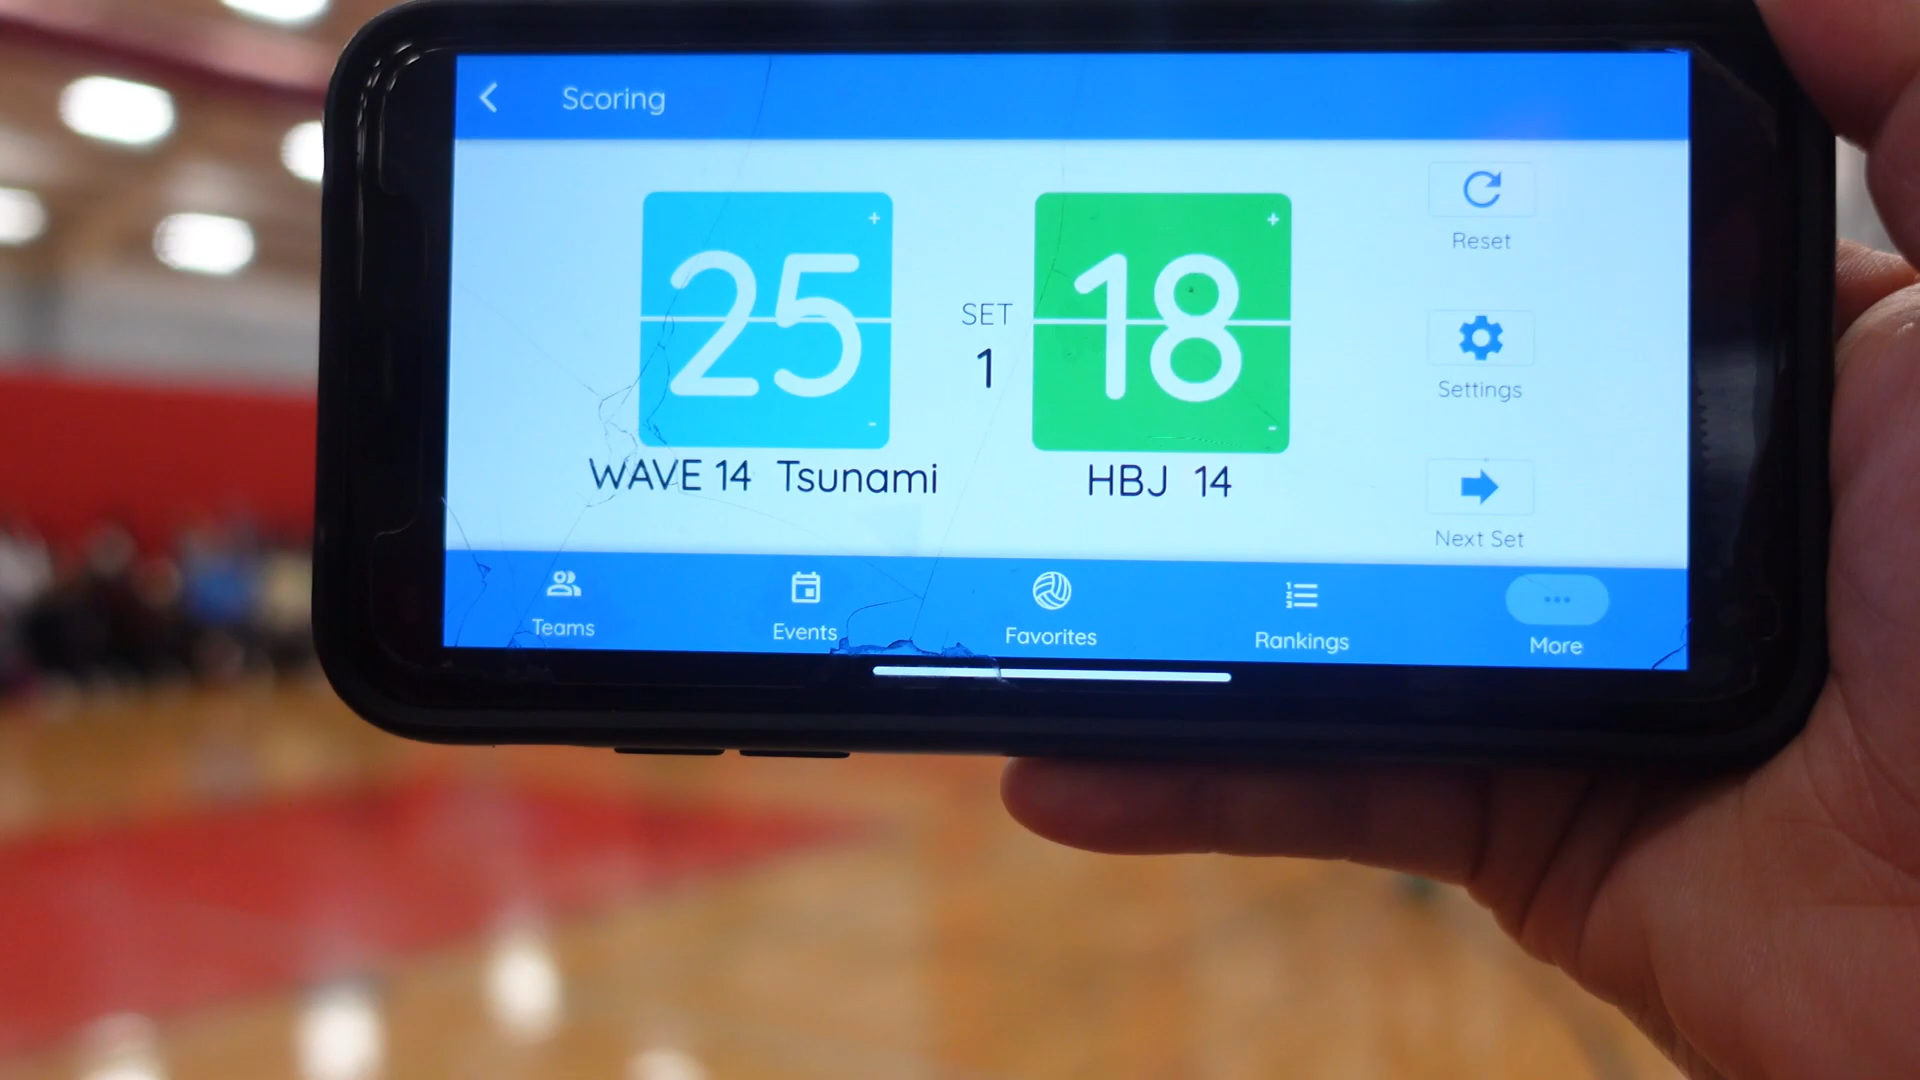 Scoring
25
+
-
WAVE 14 Tsunami
SET
1
18
+
-
HBJ 14
Reset
Settings
Next Set
Teams
Events
Favorites
Rankings
More